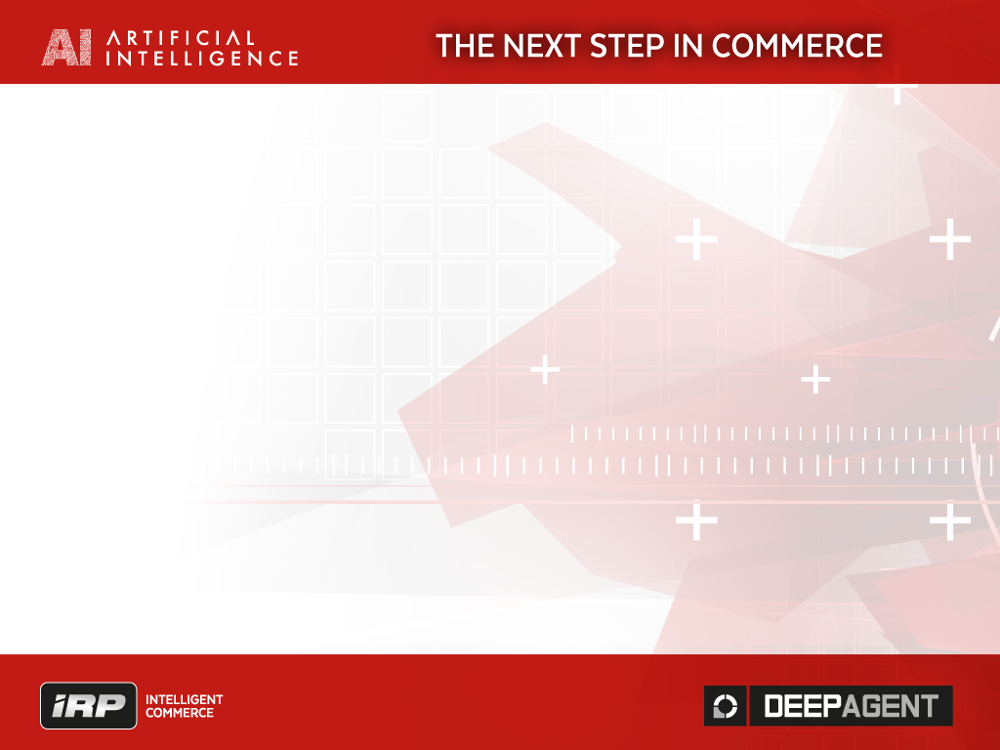 AI ARTIFICIAL
INTELLIGENCE
THE NEXT STEP IN COMMERCE
iRP INTELLIGENT
COMMERCE
DEEPAGENT